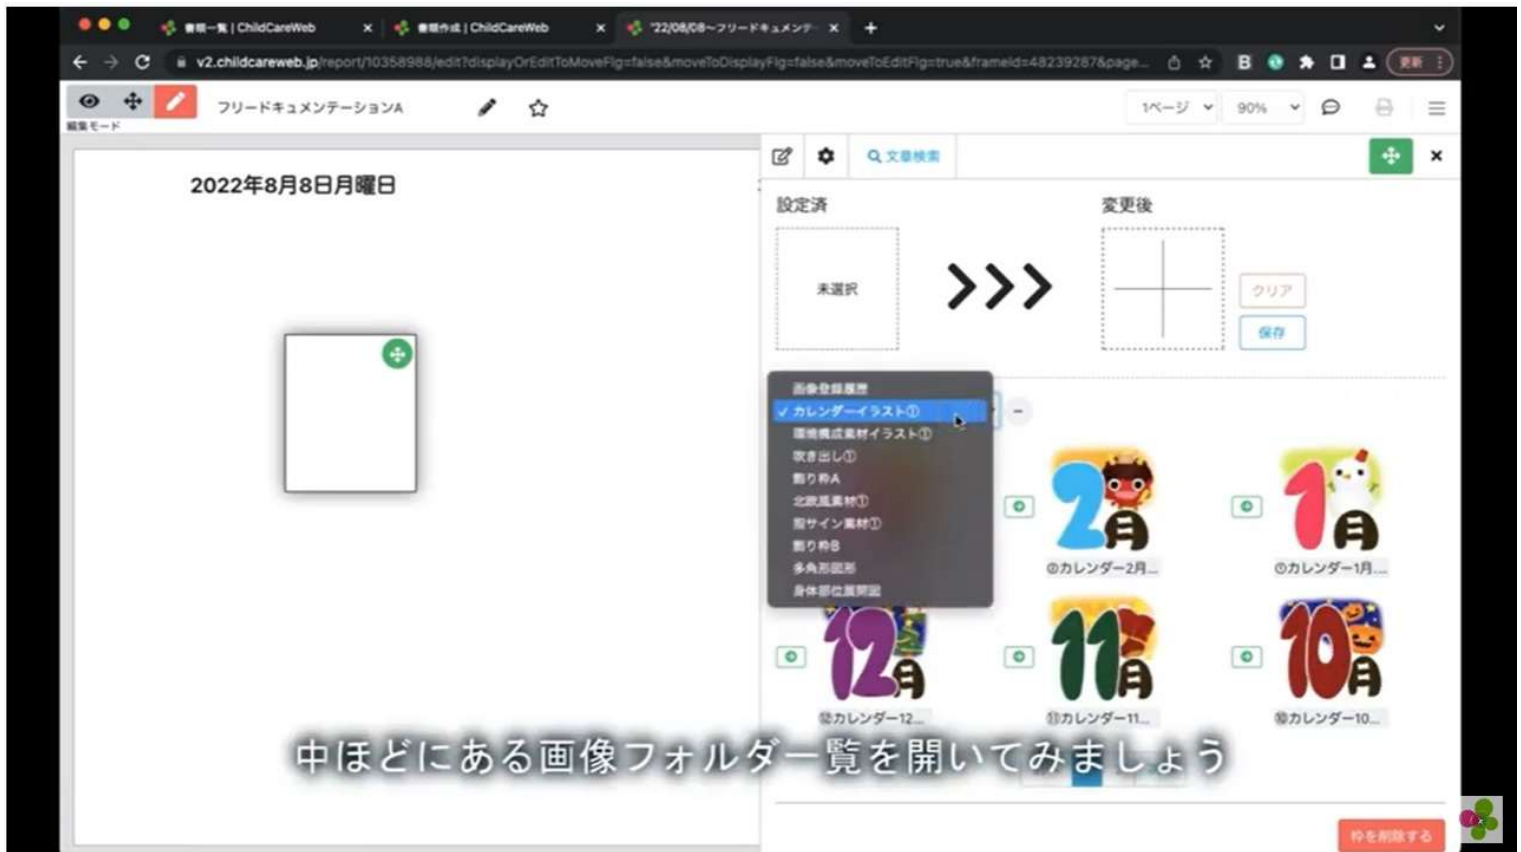 書類一覧 | ChildCareWeb
書類作成 | ChildCareWeb
'22/08/08~フリードキュメンテー
v2.childcareweb.jp/report/10358988/edit?displayOrEditToMoveFlg=false&moveToDisplayFlg=false&moveToEditFlg=true&frameId=48239287&page...
更新
編集モード
フリードキュメンテーションA
1ページ
90%
文章検索
2022年8月8日月曜日
設定済
変更後
未選択
クリア
保存
画像登録履歴
✓ カレンダーイラスト①
環境構成素材イラスト①
吹き出し①
飾り枠A
北欧風素材①
指サイン素材①
飾り枠B
多角形図形
身体部位展開図
2月
1月
②カレンダー2月...
①カレンダー1月....
12月
11月
10月
⑫カレンダー12...
⑪カレンダー11...
⑩カレンダー10...
中ほどにある画像フォルダ一覧を開いてみましょう
枠を削除する